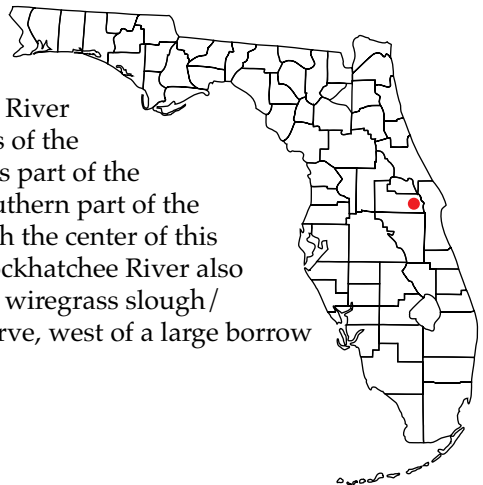 River
s of the
s part of the
uthern part of the
h the center of this
ockhatchee River also
wiregrass slough/
rve, west of a large borrow